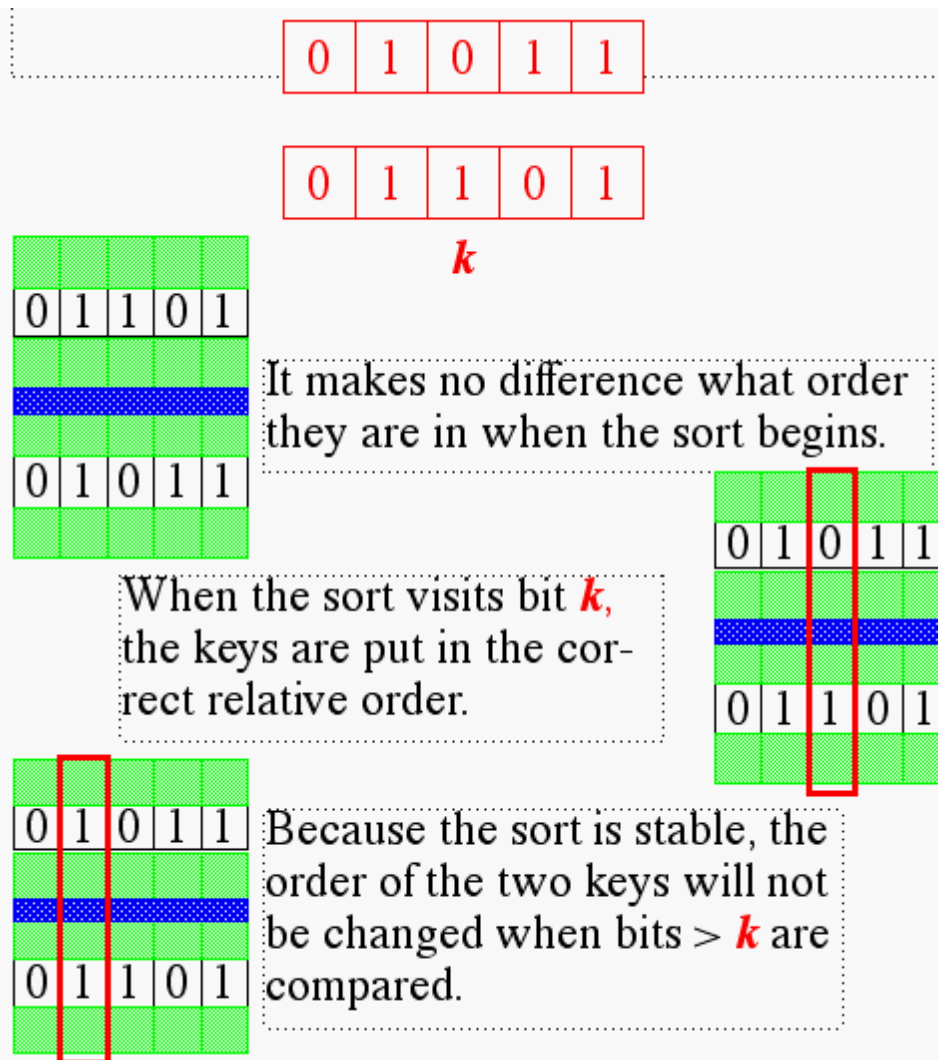 0 1 0 1 1
0 1 1 0 1
k
0 1 1 0 1
0 1 0 1 1
It makes no difference what order
they are in when the sort begins.
0 1 0 1 1
0 1 1 0 1
When the sort visits bit k,
the keys are put in the cor-
rect relative order.
0 1 0 1 1
0 1 1 0 1
Because the sort is stable, the
order of the two keys will not
be changed when bits > k are
compared.